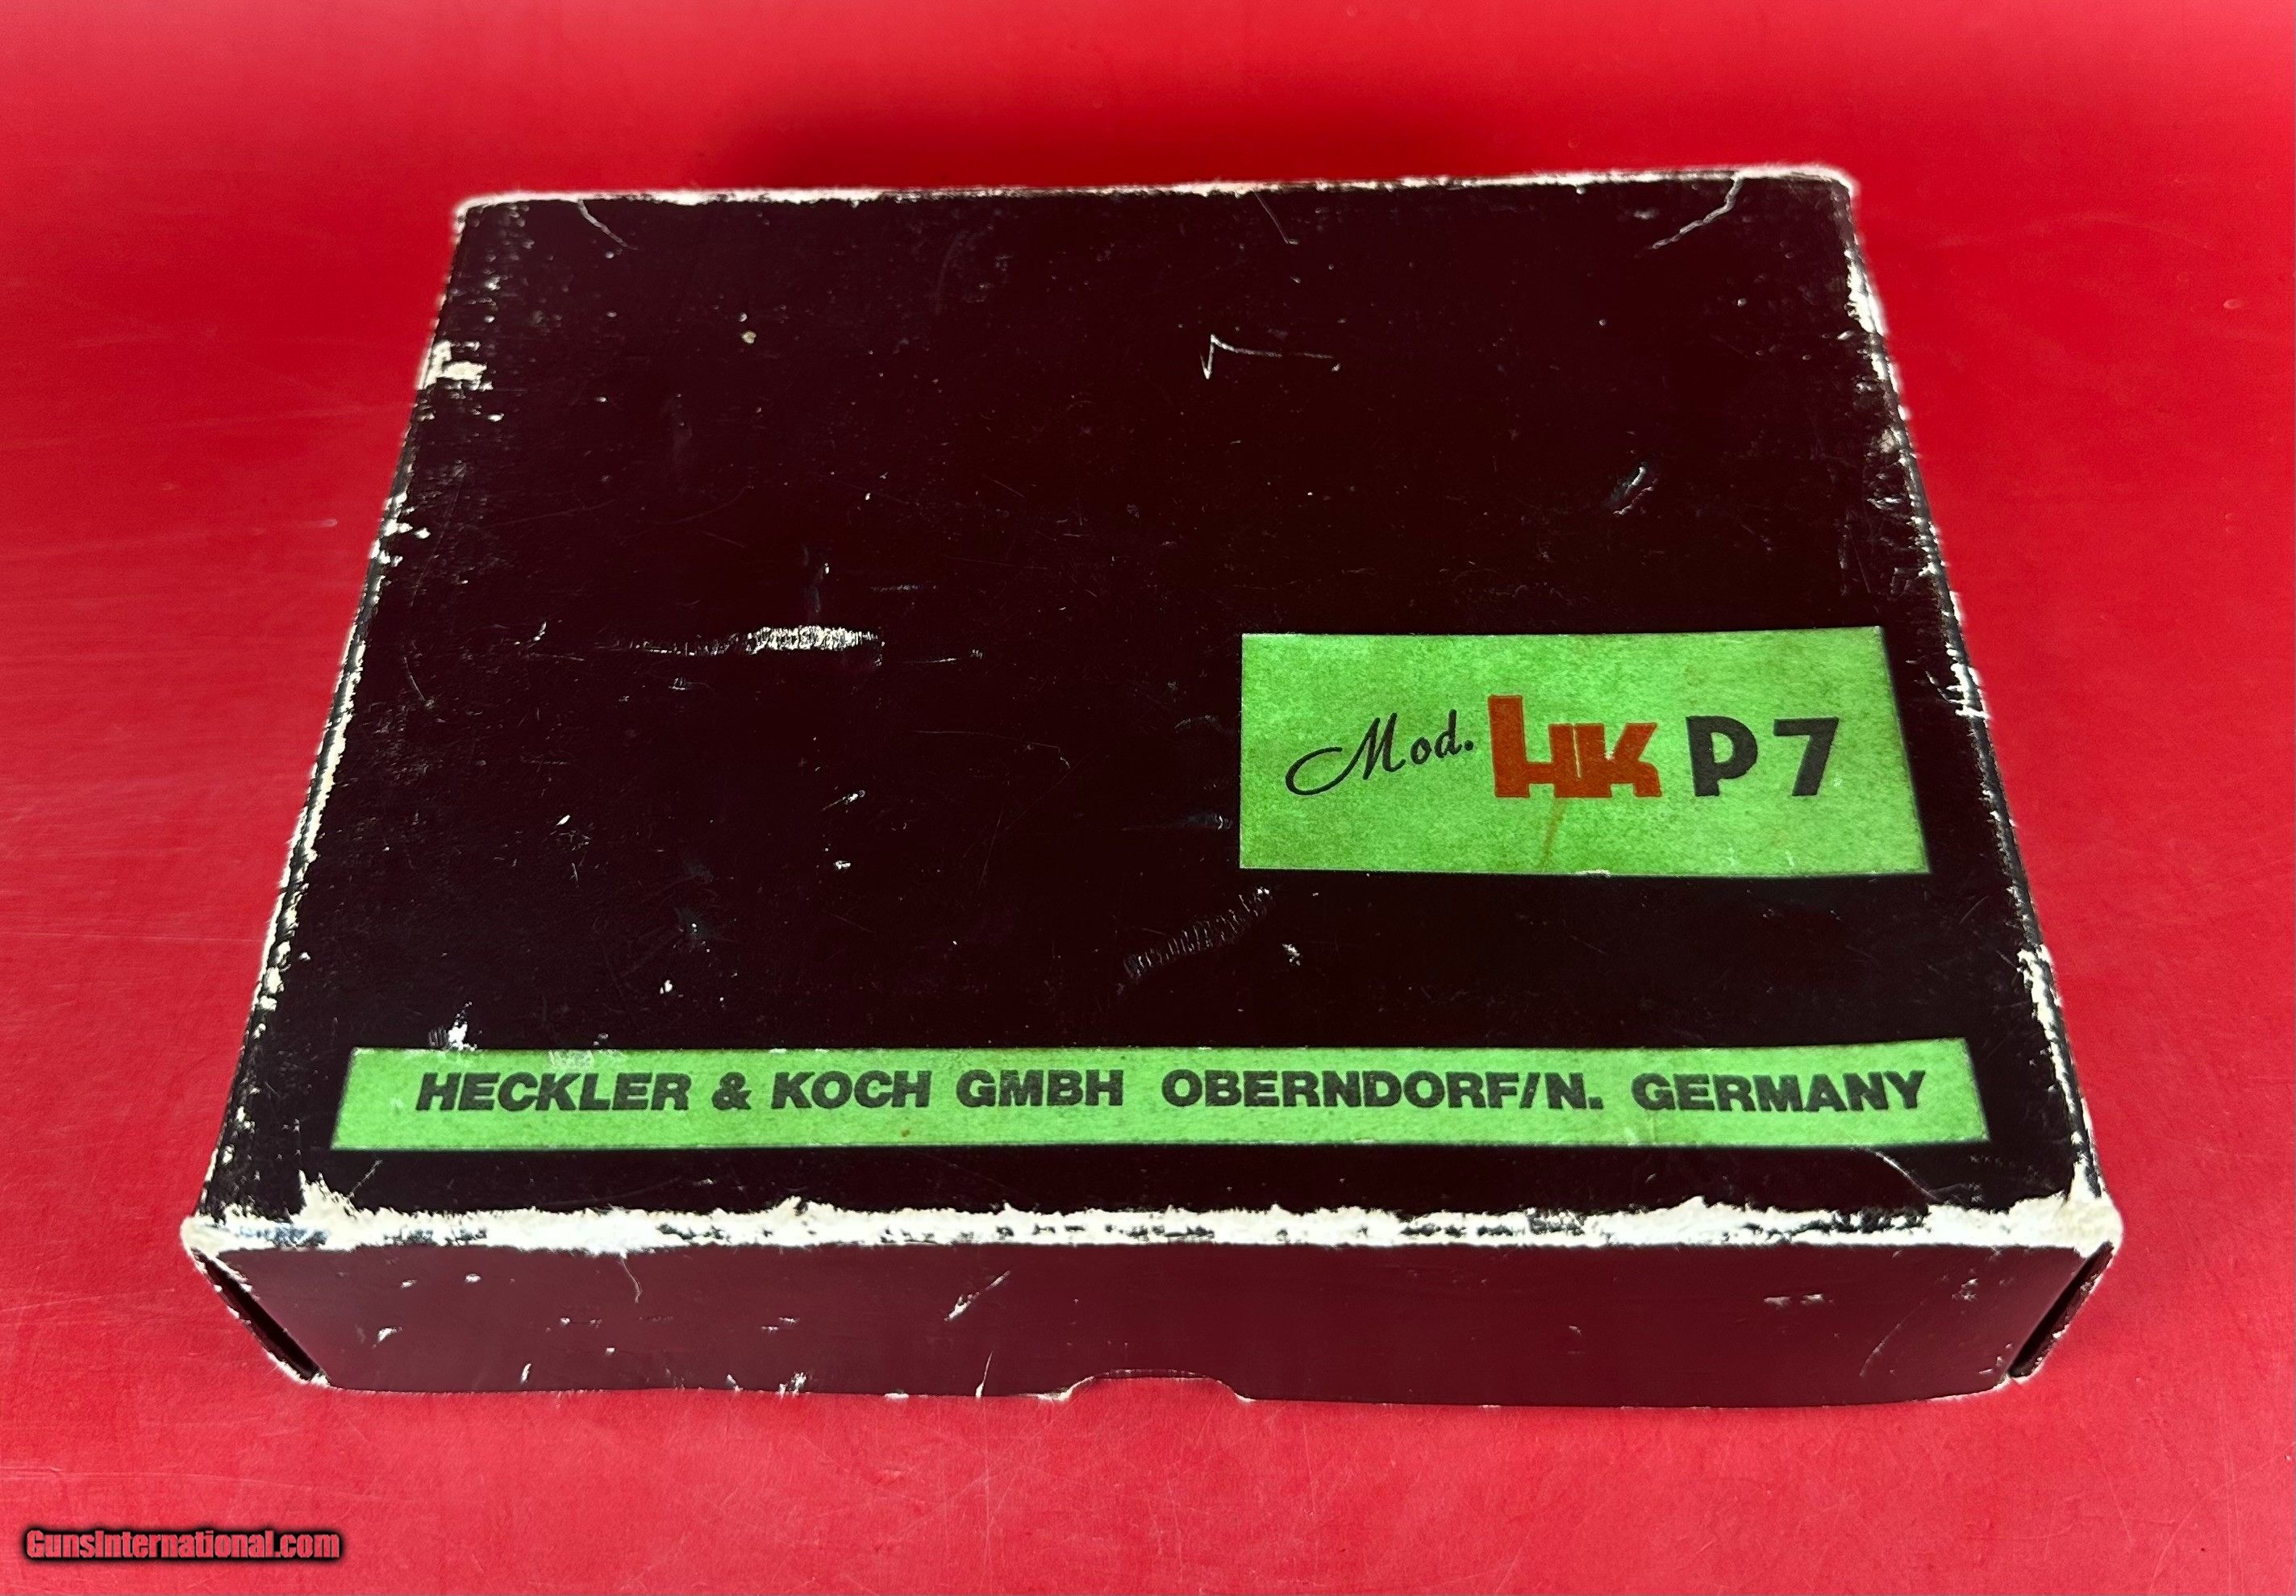 Mod. HK P7
HECKLER & KOCH GMBH OBERNDORF/N. GERMANY
GunsInternational.com